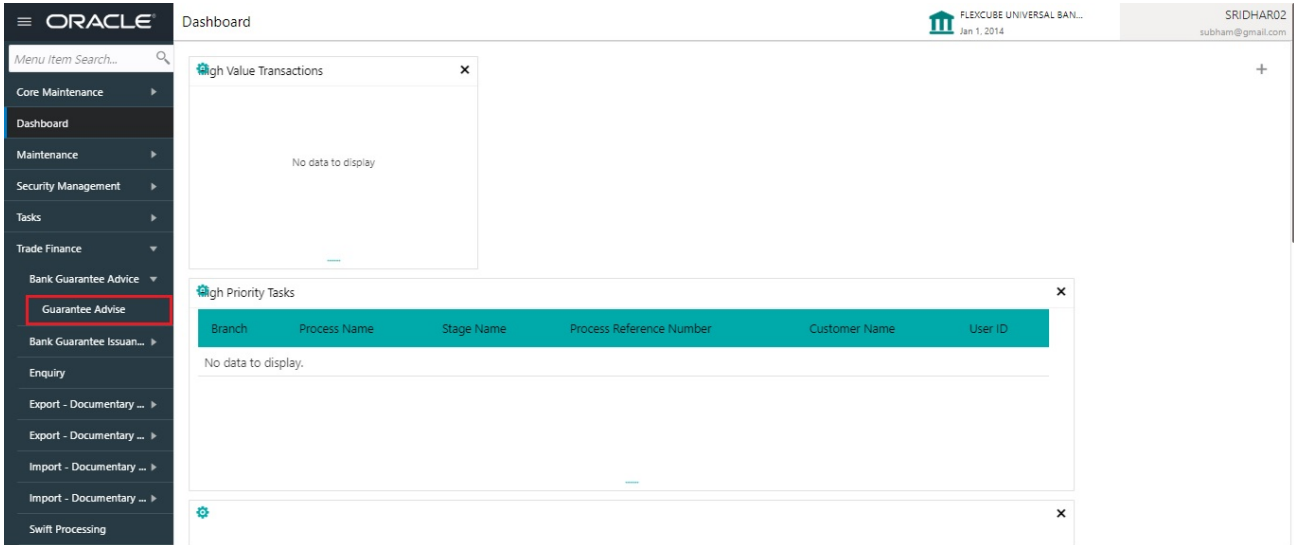 ORACLE
Dashboard
FLEXCUBE UNIVERSAL BAN...
Jan 1, 2014
SRIDHAR02
subham@gmail.com
Menu Item Search...
Core Maintenance
Dashboard
Maintenance
Security Management
Tasks
Trade Finance
Bank Guarantee Advice
Guarantee Advise
Bank Guarantee Issuan...
Enquiry
Export - Documentary ...
Export - Documentary ...
Import - Documentary ...
Import - Documentary ...
Swift Processing
High Value Transactions
No data to display
High Priority Tasks
Branch Process Name Stage Name Process Reference Number Customer Name User ID
No data to display.